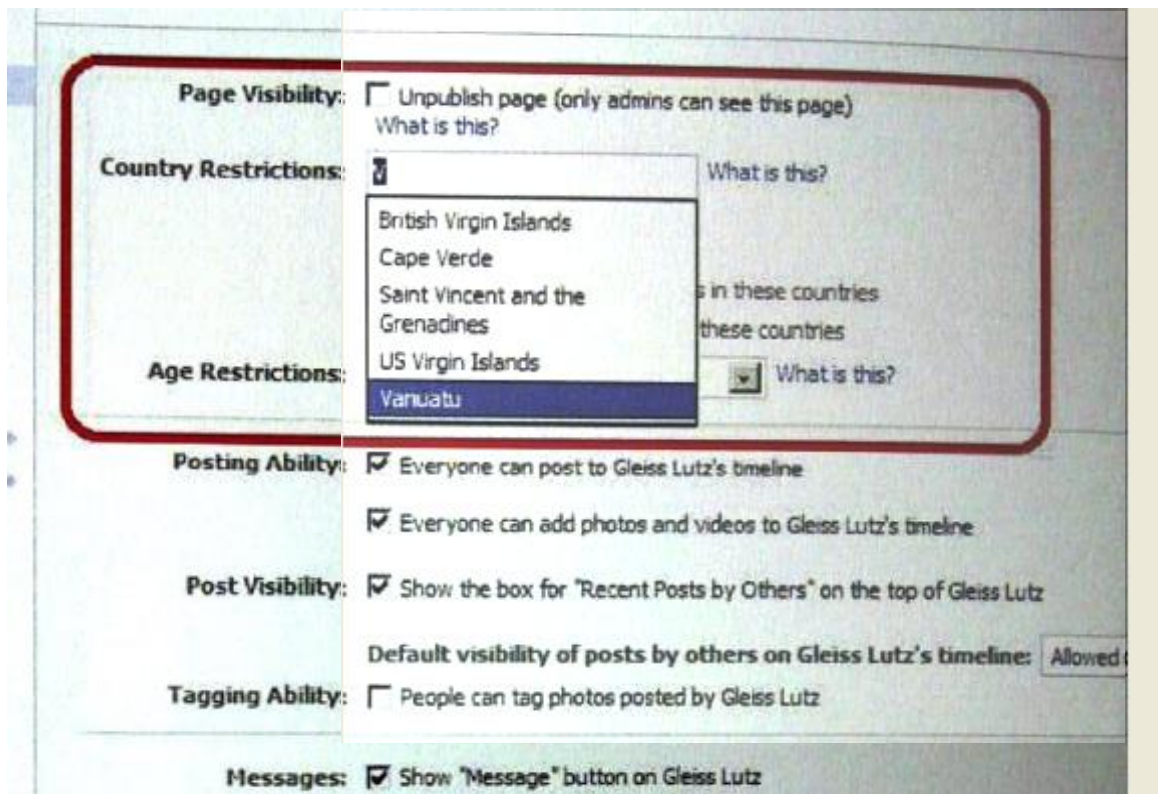 Page Visibility: Unpublish page (only admins can see this page)
What is this?
Country Restrictions: v What is this?
British Virgin Islands
Cape Verde
Saint Vincent and the
Grenadines
s in these countries
these countries
US Virgin Islands
Age Restrictions: What is this?
Vanuatu
Posting Ability: Everyone can post to Gleiss Lutz's timeline
Everyone can add photos and videos to Gleiss Lutz's timeline
Post Visibility: Show the box for "Recent Posts by Others" on the top of Gleiss Lutz
Default visibility of posts by others on Gleiss Lutz's timeline: Allowed
Tagging Ability: People can tag photos posted by Gleiss Lutz
Messages: Show "Message" button on Gleiss Lutz